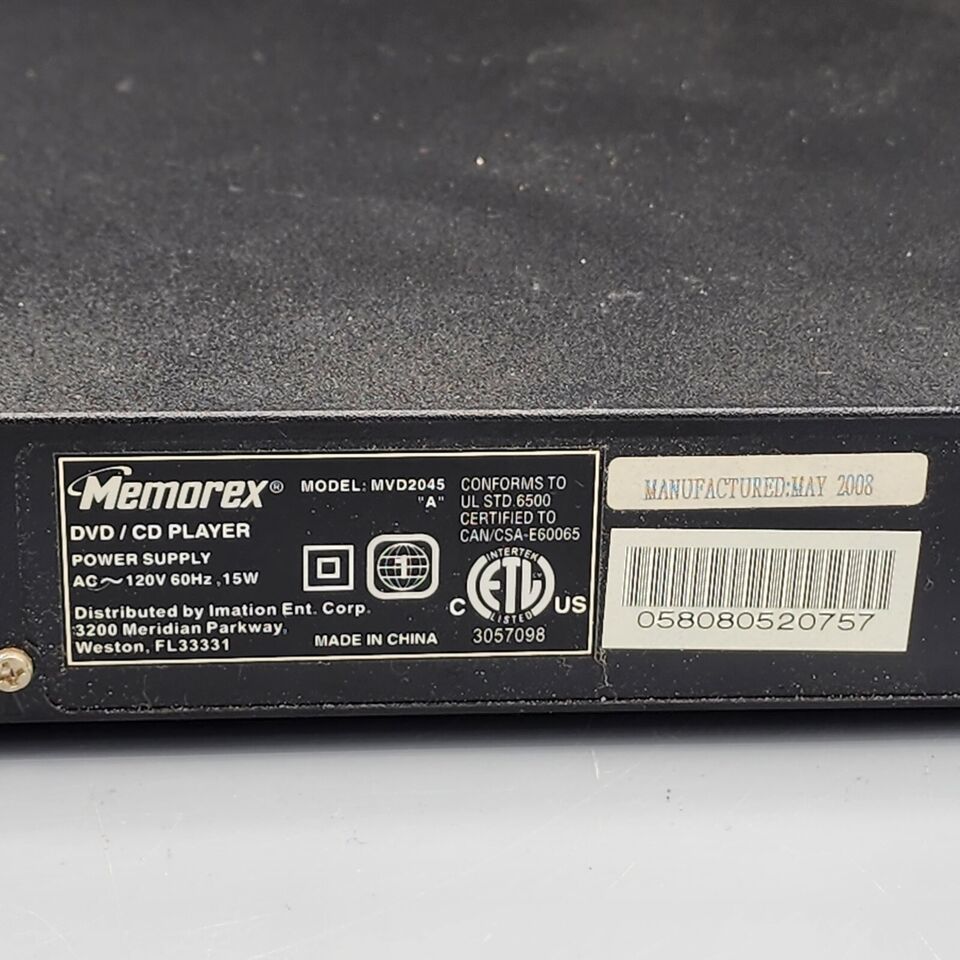 Memorex®
MODEL: MVD2045
"A"
DVD / CD PLAYER
POWER SUPPLY
AC～120V 60Hz , 15W
1
Distributed by Imation Ent. Corp.
3200 Meridian Parkway,
Weston, FL33331
MADE IN CHINA
CONFORMS TO
UL STD.6500
CERTIFIED TO
CAN/CSA-E60065
INTERTEK
ETL
C US
LISTED
3057098
MANUFACTURED:MAY 2008
058080520757